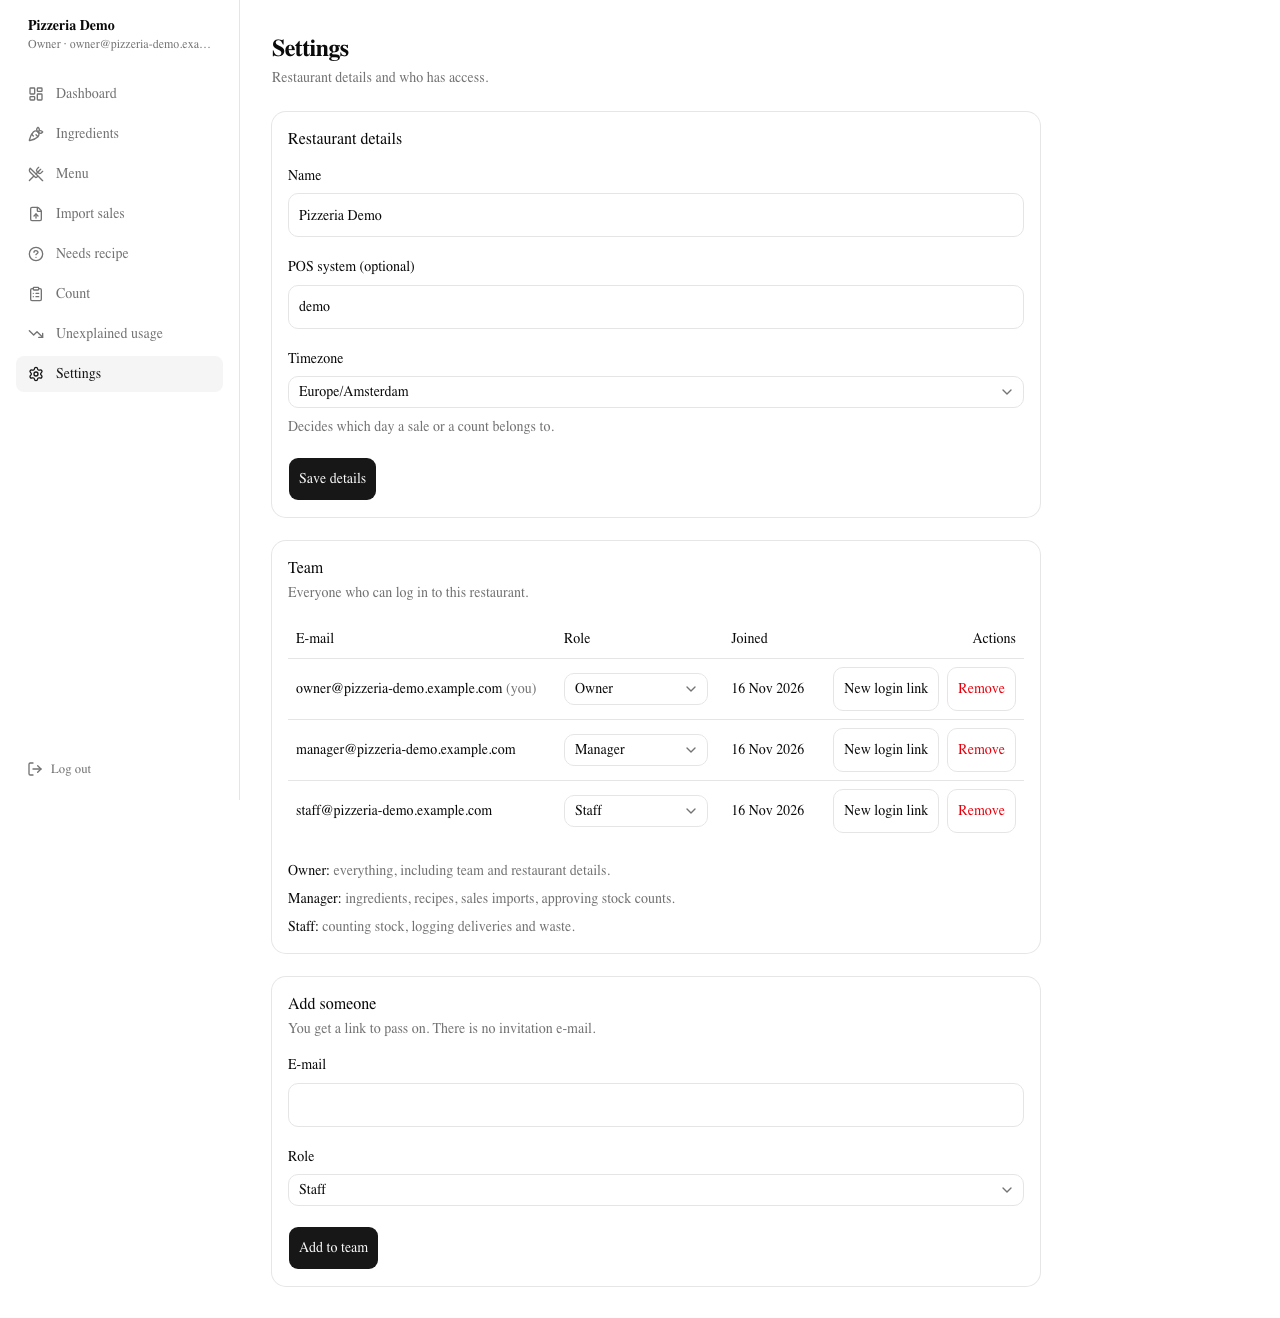 Pizzeria Demo
Owner · owner@pizzeria-demo.exa…
Dashboard
Ingredients
Menu
Import sales
Needs recipe
Count
Unexplained usage
Settings
Log out
Settings
Restaurant details and who has access.
Restaurant details
Name
Pizzeria Demo
POS system (optional)
demo
Timezone
Europe/Amsterdam
Decides which day a sale or a count belongs to.
Save details
Team
Everyone who can log in to this restaurant.
E-mail Role Joined Actions
owner@pizzeria-demo.example.com (you) Owner 16 Nov 2026 New login link Remove
manager@pizzeria-demo.example.com Manager 16 Nov 2026 New login link Remove
staff@pizzeria-demo.example.com Staff 16 Nov 2026 New login link Remove
Owner: everything, including team and restaurant details.
Manager: ingredients, recipes, sales imports, approving stock counts.
Staff: counting stock, logging deliveries and waste.
Add someone
You get a link to pass on. There is no invitation e-mail.
E-mail
Role
Staff
Add to team